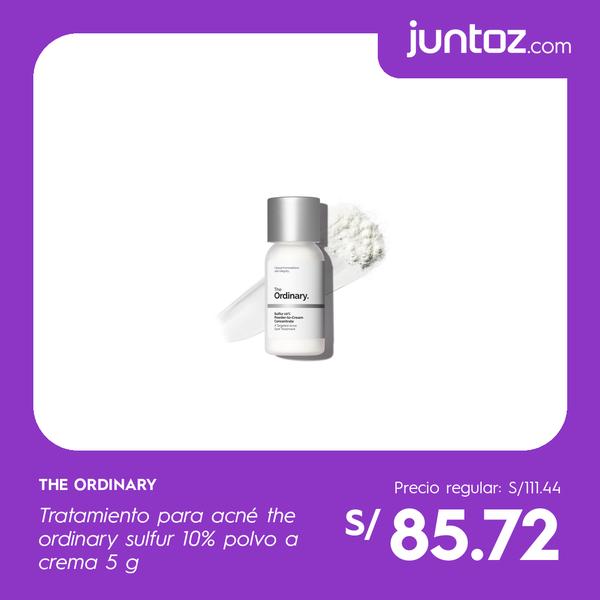 juntoz.com
The
Ordinary.
Sulfur 10%
Powder-to-Cream
Concentrate
THE ORDINARY
Tratamiento para acné the
ordinary sulfur 10% polvo a
crema 5 g
Precio regular: S/111.44
S/ 85.72